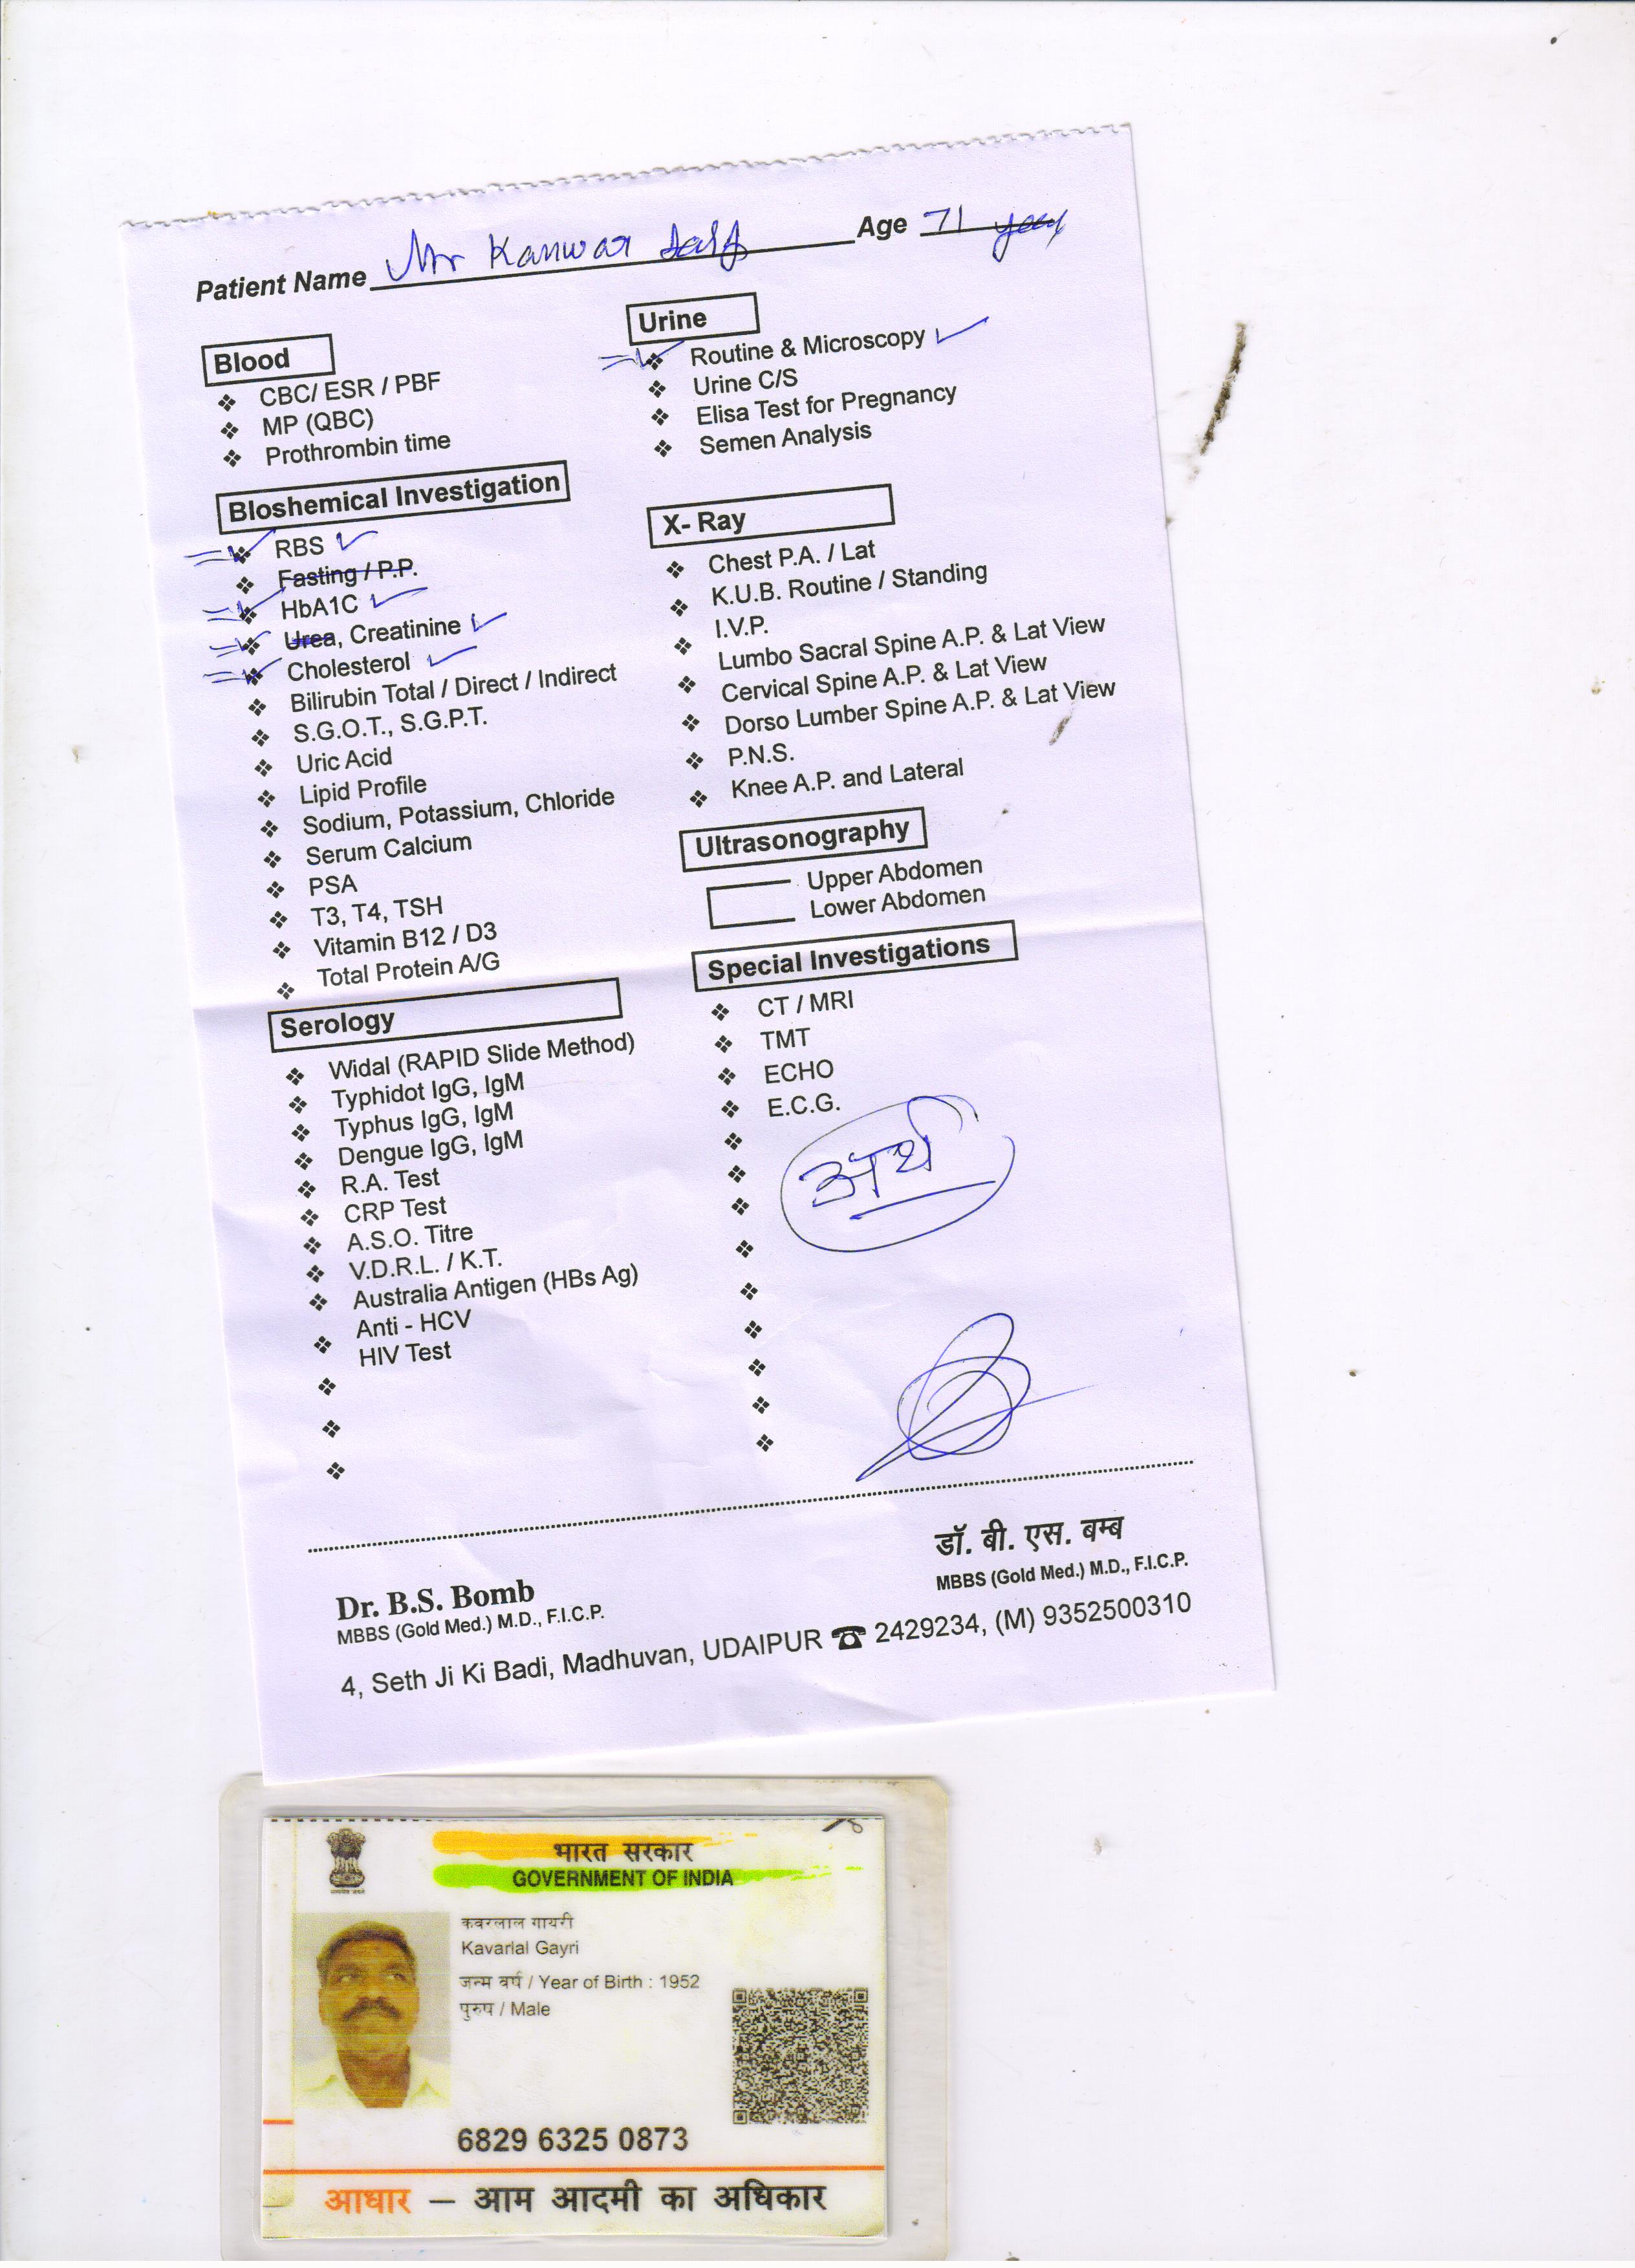 Patient Name Mr Kanwar Age 71 years
Blood
CBC/ ESR / PBF
MP (QBC)
Prothrombin time
Bloshemical Investigation
RBS
Fasting / P.P.
HbA1C
Urea, Creatinine
Cholesterol
Bilirubin Total / Direct / Indirect
S.G.O.T., S.G.P.T.
Uric Acid
Lipid Profile
Sodium, Potassium, Chloride
Serum Calcium
PSA
T3, T4, TSH
Vitamin B12 / D3
Total Protein A/G
Serology
Widal (RAPID Slide Method)
Typhidot IgG, IgM
Typhus IgG, IgM
Dengue IgG, IgM
R.A. Test
CRP Test
A.S.O. Titre
V.D.R.L. / K.T.
Australia Antigen (HBs Ag)
Anti - HCV
HIV Test
Urine
Routine & Microscopy
Urine C/S
Elisa Test for Pregnancy
Semen Analysis
X- Ray
Chest P.A. / Lat
K.U.B. Routine / Standing
I.V.P.
Lumbo Sacral Spine A.P. & Lat View
Cervical Spine A.P. & Lat View
Dorso Lumber Spine A.P. & Lat View
P.N.S.
Knee A.P. and Lateral
Ultrasonography
Upper Abdomen
Lower Abdomen
Special Investigations
CT / MRI
TMT
ECHO
E.C.G.
अर्थ
Dr. B.S. Bomb
MBBS (Gold Med.) M.D., F.I.C.P.
डॉ. बी. एस. बम्ब
MBBS (Gold Med.) M.D., F.I.C.P.
4, Seth Ji Ki Badi, Madhuvan, UDAIPUR ☎ 2429234, (M) 9352500310
भारत सरकार
GOVERNMENT OF INDIA
कवरलाल गायरी
Kavarlal Gayri
जन्म वर्ष / Year of Birth : 1952
पुरुष / Male
6829 6325 0873
आधार – आम आदमी का अधिकार